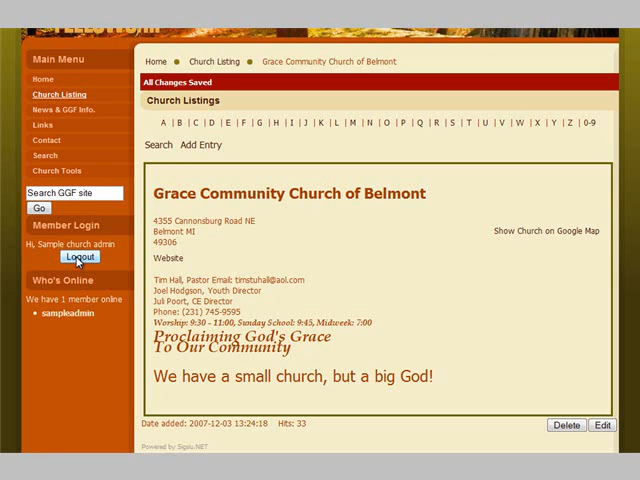 Main Menu
Home
Church Listing
News & GGF Info.
Links
Contact
Search
Church Tools
Search GGF site
Go
Member Login
Hi, Sample church admin
Logout
Who's Online
We have 1 member online
sampleadmin
Home Church Listing Grace Community Church of Belmont
All Changes Saved
Church Listings
A | B | C | D | E | F | G | H | I | J | K | L | M | N | O | P | Q | R | S | T | U | V | W | X | Y | Z | 0-9
Search Add Entry
Grace Community Church of Belmont
4355 Cannonsburg Road NE
Belmont MI
49306
Show Church on Google Map
Website
Tim Hall, Pastor Email: timstuhall@aol.com
Joel Hodgson, Youth Director
Juli Poort, CE Director
Phone: (231) 745-9595
Worship: 9:30 - 11:00, Sunday School: 9:45, Midweek: 7:00
Proclaiming God's Grace
To Our Community
We have a small church, but a big God!
Date added: 2007-12-03 13:24:18 Hits: 33
Delete Edit
Powered by Sigsiu.NET